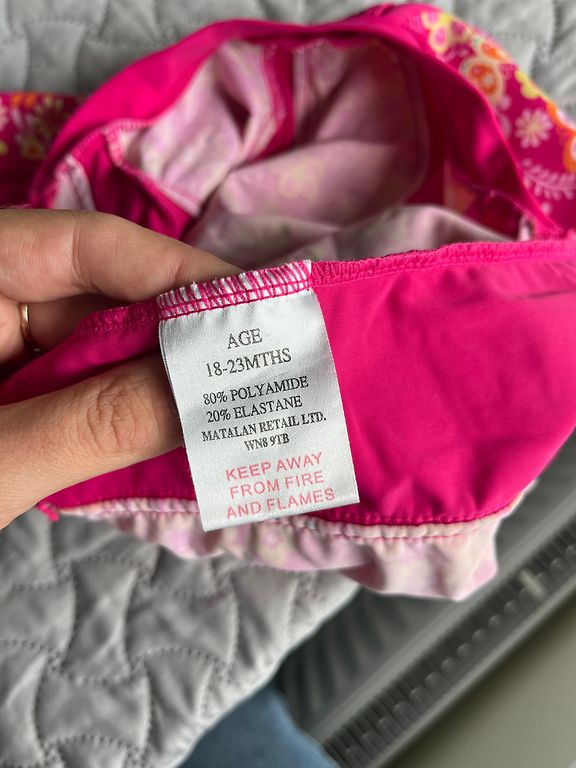 AGE
18-23MTHS
80% POLYAMIDE
20% ELASTANE
MATALAN RETAIL LTD.
WN8 9TB
KEEP AWAY
FROM FIRE
AND FLAMES